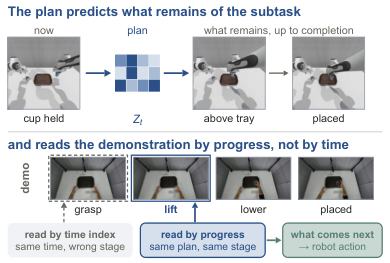 The plan predicts what remains of the subtask
now
plan
what remains, up to completion
cup held
Zt
above tray
placed
and reads the demonstration by progress, not by time
demo
grasp
lift
lower
placed
read by time index
same time, wrong stage
read by progress
same plan, same stage
what comes next
→ robot action